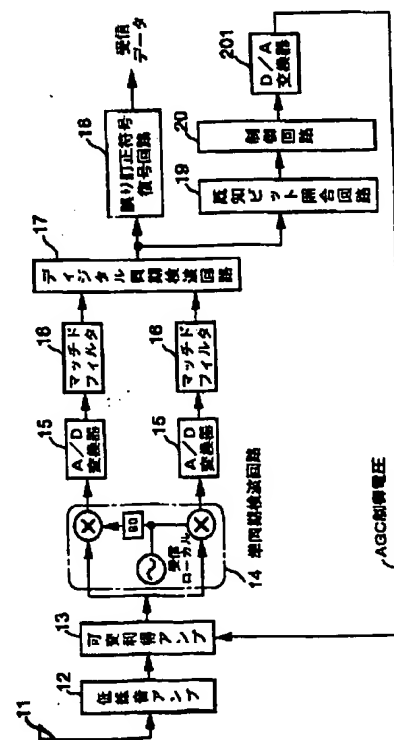 11
12
低雑音アンプ
13
可変利得アンプ
14
準同期検波回路
受信
ローカル
90
15
A/D
変換器
15
A/D
変換器
16
マッチド
フィルタ
16
マッチド
フィルタ
17
ディジタル同期検波回路
18
誤り訂正符号
信号回路
受信
データ
19
既知ビット照合回路
20
制御回路
201
D/A
交換器
AGC制御電圧